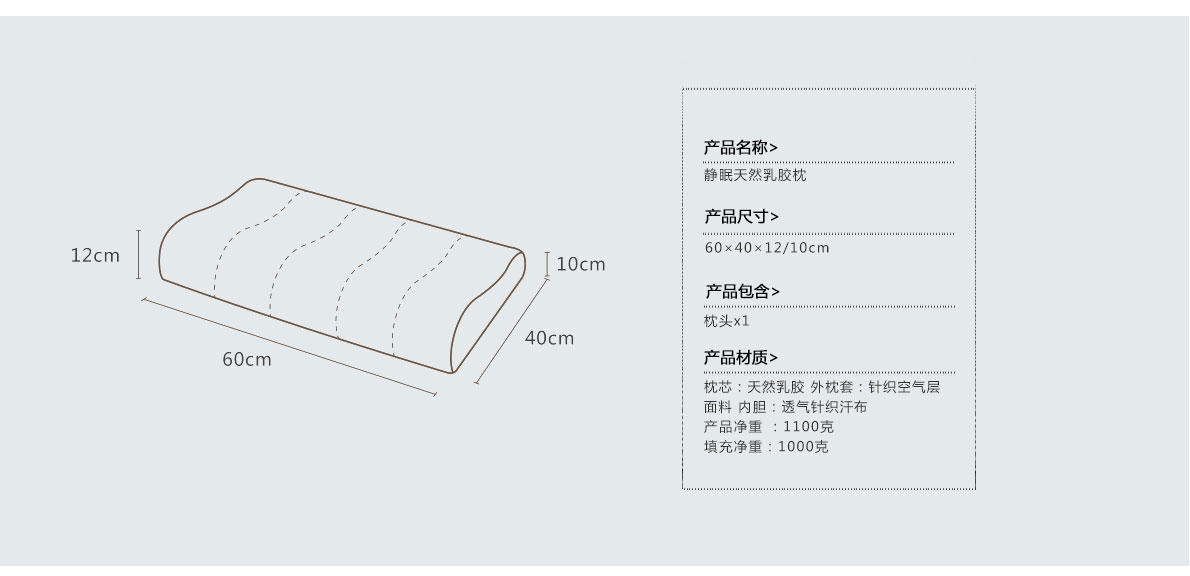 12cm
60cm
10cm
40cm
产品名称>
静眠天然乳胶枕
产品尺寸>
60×40×12/10cm
产品包含>
枕头x1
产品材质>
枕芯：天然乳胶 外枕套：针织空气层
面料 内胆：透气针织汗布
产品净重 ：1100克
填充净重：1000克